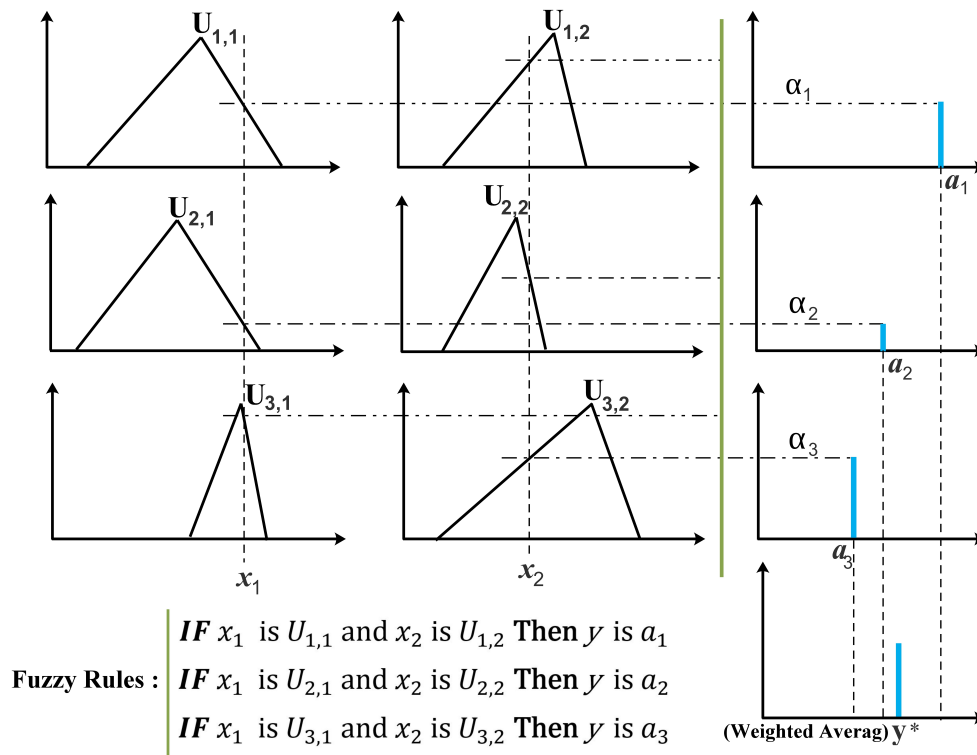 U1,1
U1,2
α1
a1
U2,1
U2,2
α2
a2
U3,1
U3,2
α3
a3
x1
x2
Fuzzy Rules :
IF x1 is U1,1 and x2 is U1,2 Then y is a1
IF x1 is U2,1 and x2 is U2,2 Then y is a2
IF x1 is U3,1 and x2 is U3,2 Then y is a3
(Weighted Averag) y*